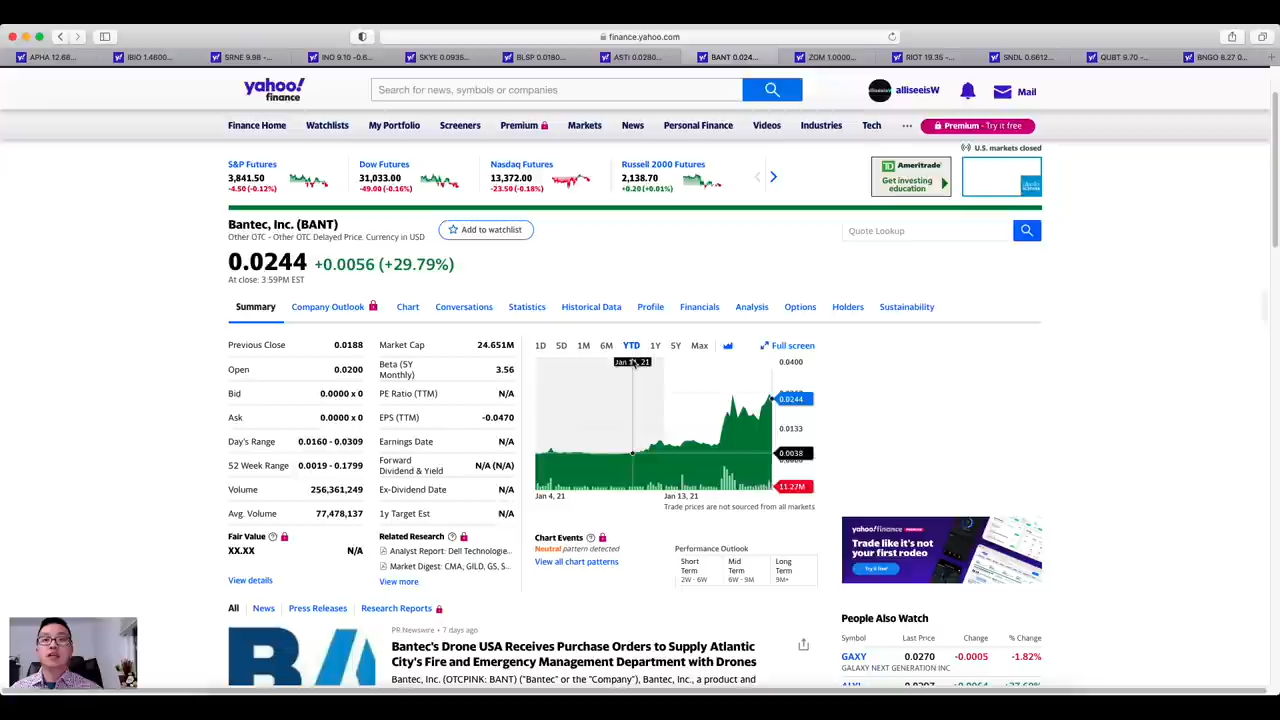 finance.yahoo.com
APHA 12.68...
IBIO 1.4600...
SRNE 9.98 -...
INO 9.10 -0.6...
SKYE 0.0935...
BLSP 0.0180...
ASTI 0.0280...
BANT 0.024...
ZOM 1.0000...
RIOT 19.35 -...
SNDL 0.6612...
QUBT 9.70 -...
BNGO 8.27 0...
yahoo!
finance
Search for news, symbols or companies
alliseeisW
Mail
Finance Home Watchlists My Portfolio Screeners Premium Markets News Personal Finance Videos Industries Tech ... Premium - Try it free
U.S. markets closed
S&P Futures
3,841.50
-4.50 (-0.12%)
Dow Futures
31,033.00
-49.00 (-0.16%)
Nasdaq Futures
13,372.00
-23.50 (-0.18%)
Russell 2000 Futures
2,138.70
+0.20 (+0.01%)
TD Ameritrade
Get investing
education
Bantec, Inc. (BANT)
Other OTC - Other OTC Delayed Price. Currency in USD
Add to watchlist
Quote Lookup
0.0244 +0.0056 (+29.79%)
At close: 3:59PM EST
Summary Company Outlook Chart Conversations Statistics Historical Data Profile Financials Analysis Options Holders Sustainability
Previous Close 0.0188
Open 0.0200
Bid 0.0000 x 0
Ask 0.0000 x 0
Day's Range 0.0160 - 0.0309
52 Week Range 0.0019 - 0.1799
Volume 256,361,249
Avg. Volume 77,478,137
Market Cap 24.651M
Beta (5Y
Monthly) 3.56
PE Ratio (TTM) N/A
EPS (TTM) -0.0470
Earnings Date N/A
Forward
Dividend & Yield N/A (N/A)
Ex-Dividend Date N/A
1y Target Est N/A
1D 5D 1M 6M YTD 1Y 5Y Max Full screen
0.0400
0.0244
0.0133
0.0038
11.27M
Jan 4, 21 Jan 13, 21
Trade prices are not sourced from all markets
Fair Value
XX.XX N/A
View details
Related Research
Analyst Report: Dell Technologie...
Market Digest: CMA, GILD, GS, S...
View more
Chart Events
Neutral pattern detected
View all chart patterns
Performance Outlook
Short
Term
2W - 6W
Mid
Term
6W - 9M
Long
Term
9M+
yahoo!finance PREMIUM
Trade like it's not
your first rodeo
Try it free!
All News Press Releases Research Reports
PR Newswire • 7 days ago
Bantec's Drone USA Receives Purchase Orders to Supply Atlantic
City's Fire and Emergency Management Department with Drones
Bantec, Inc. (OTCPINK: BANT) ("Bantec" or the "Company"), Bantec, Inc., a product and
BA
People Also Watch
Symbol Last Price Change % Change
GAXY 0.0270 -0.0005 -1.82%
GALAXY NEXT GENERATION INC